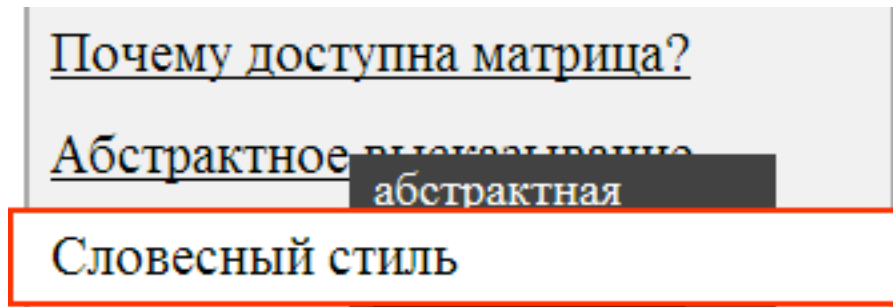 Почему доступна матрица?
Абстрактное
абстрактная
Словесный стиль